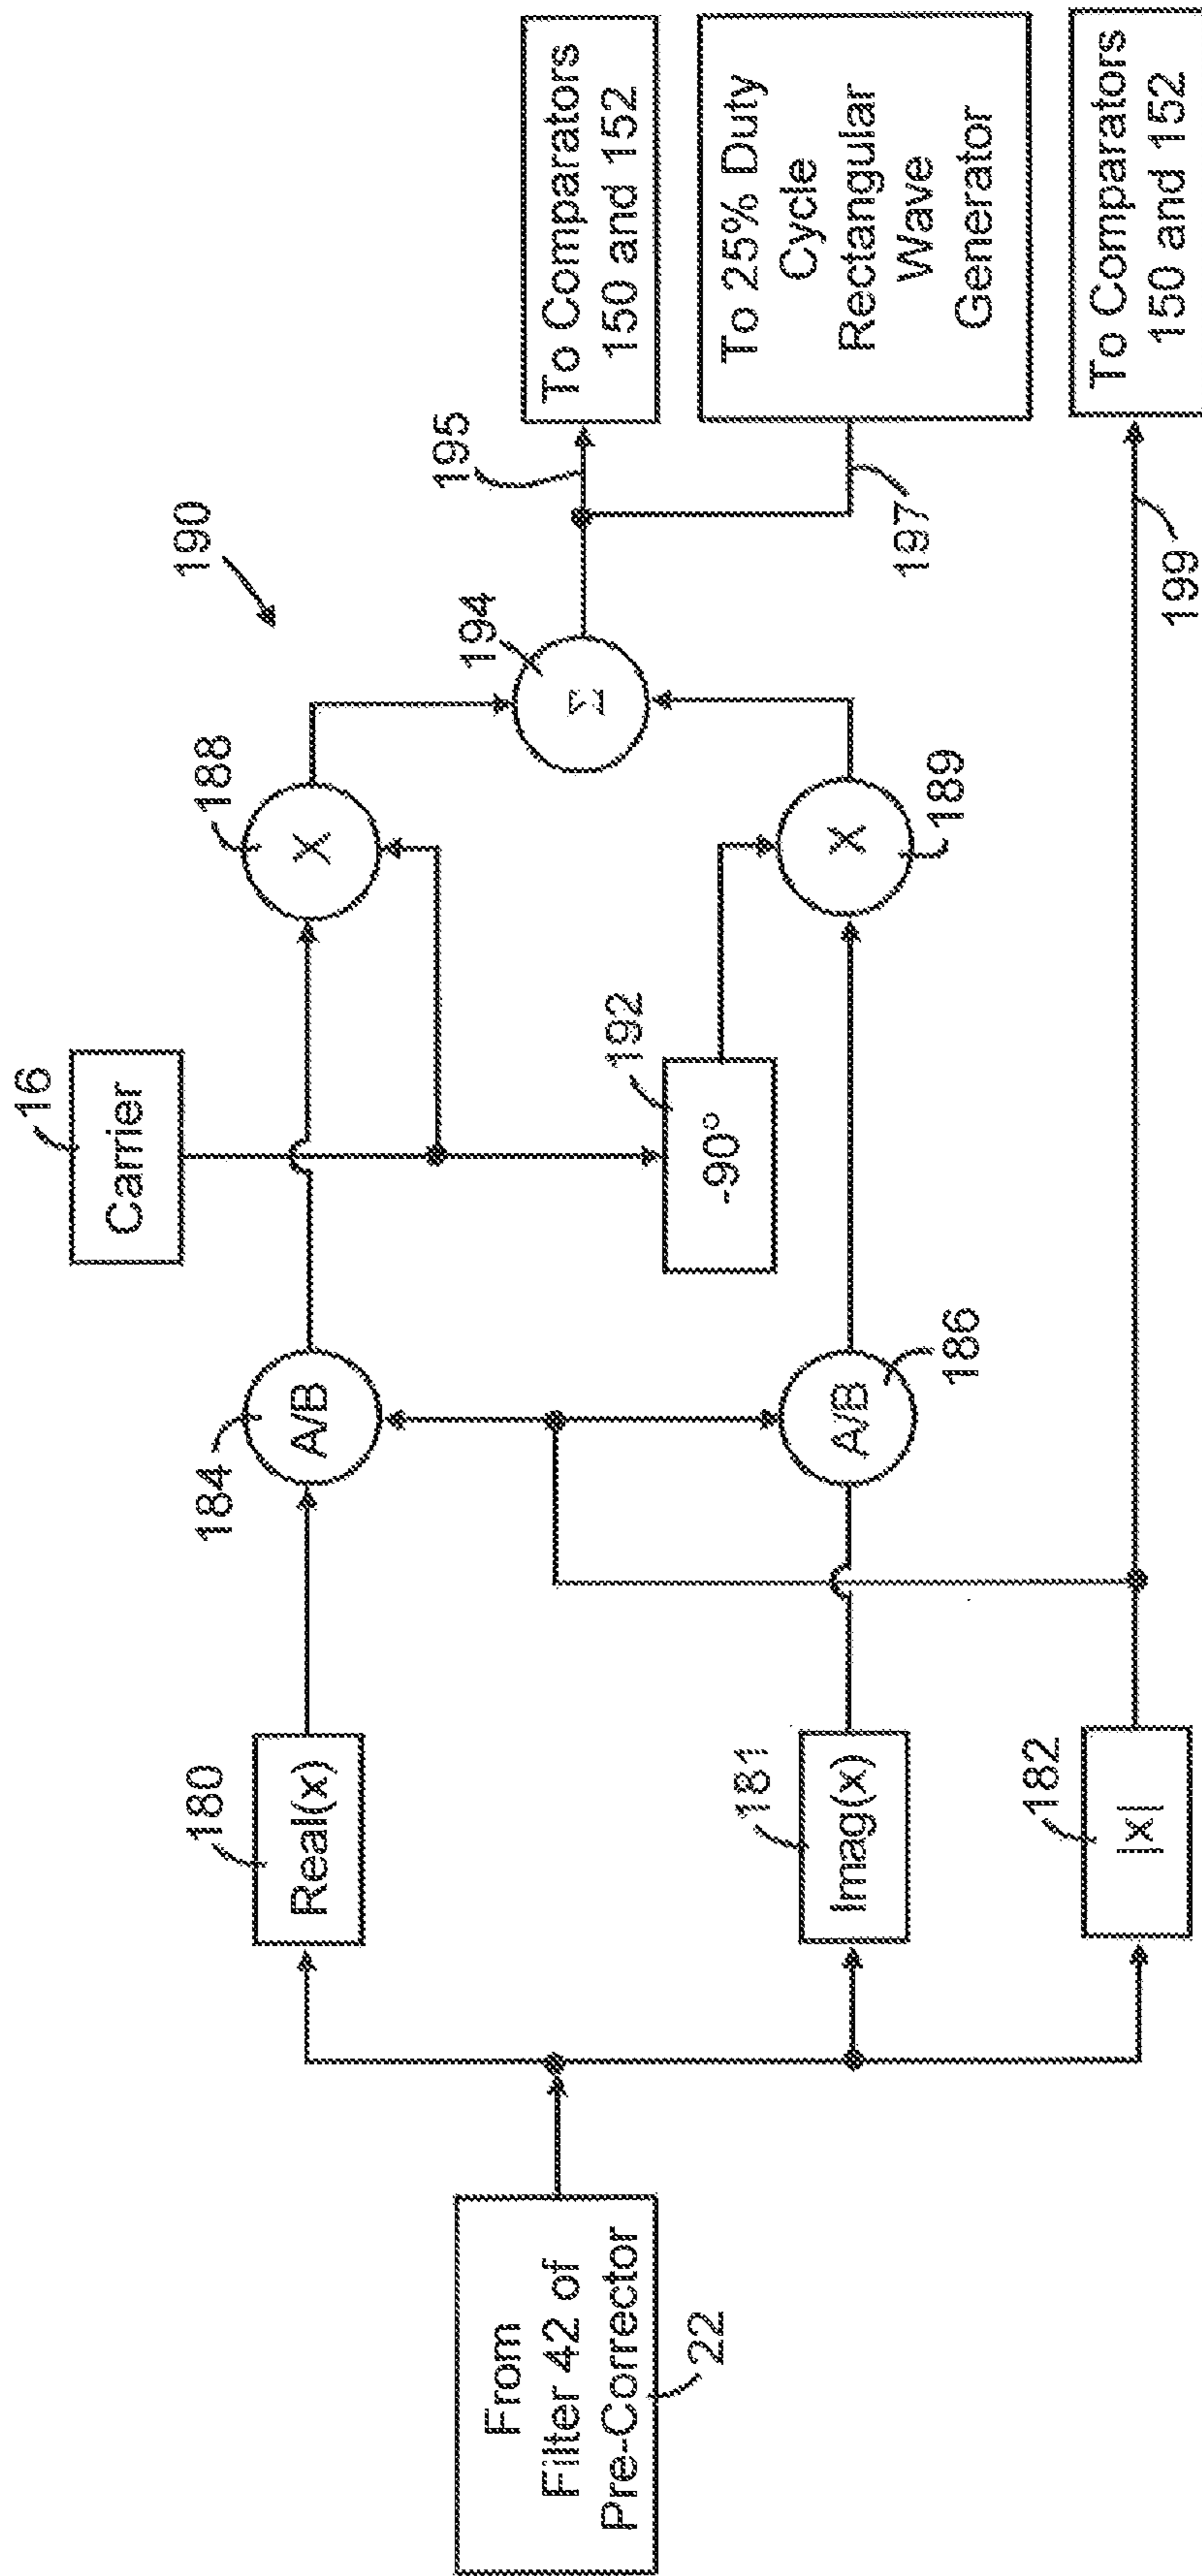 190
16
Carrier
From
Filter 42 of
Pre-Corrector
22
180
Real(x)
184
A/B
188
X
194
Σ
195
To Comparators
150 and 152
192
-90°
181
Imag(x)
186
A/B
189
X
197
To 25% Duty
Cycle
Rectangular
Wave
Generator
182
|x|
199
To Comparators
150 and 152